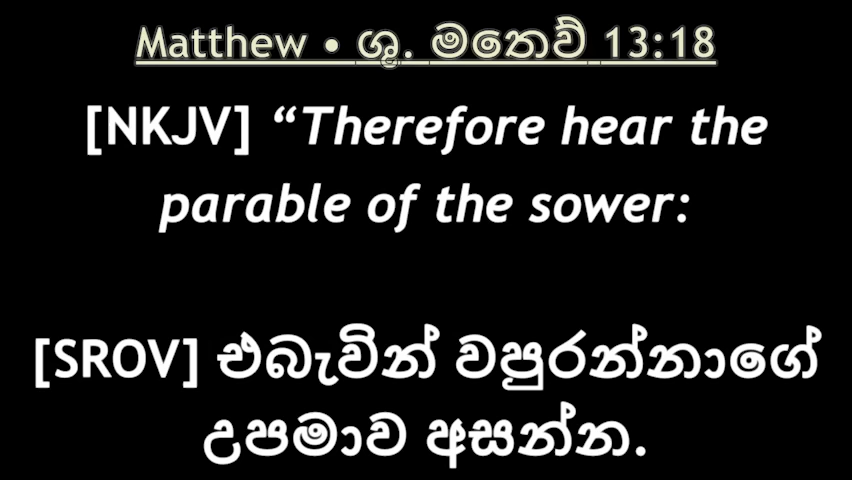 Matthew • ශු. මතෙව් 13:18
[NKJV] “Therefore hear the
parable of the sower:
[SROV] එබැවින් වපුරන්නාගේ
උපමාව අසන්න.